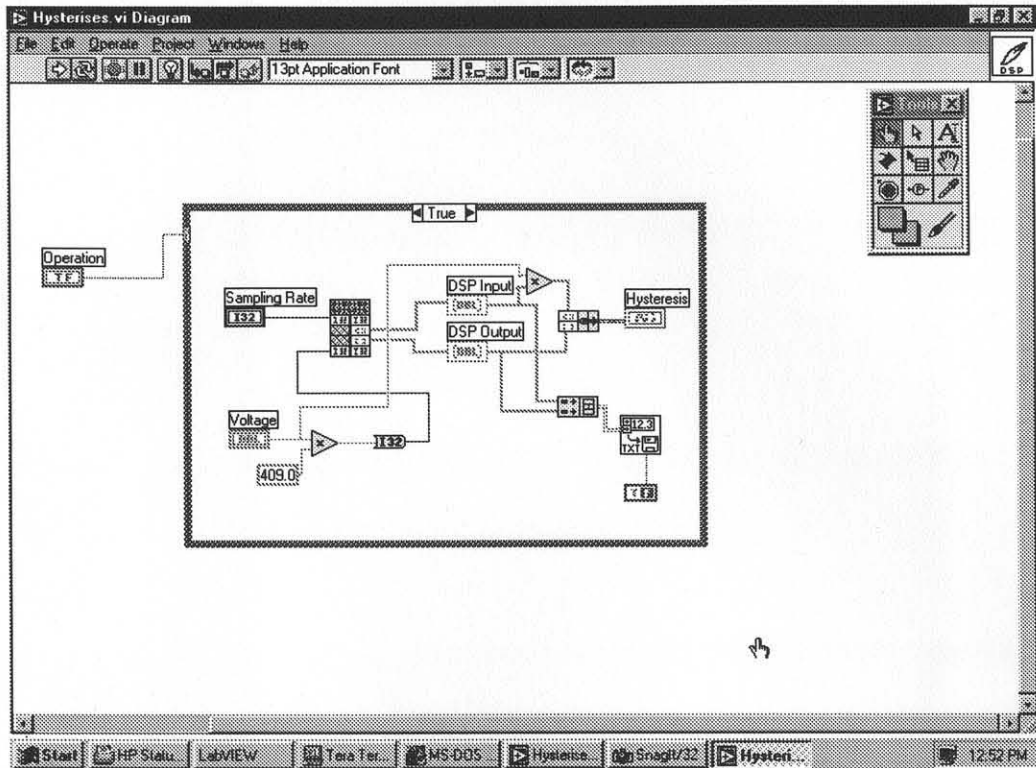 Hysterises.vi Diagram
File Edit Operate Project Windows Help
13pt Application Font
DSP
Tools
A
P
True
Operation
TF
Sampling Rate
I32
DSP Input
DBL
DSP Output
DBL
Hysteresis
Voltage
DBL
409.0
I32
12.3
TXT
T F
Start
HP Statu...
LabVIEW
Tera Ter...
MS-DOS
Hysterise...
SnagIt/32
Hysteri...
12:52 PM